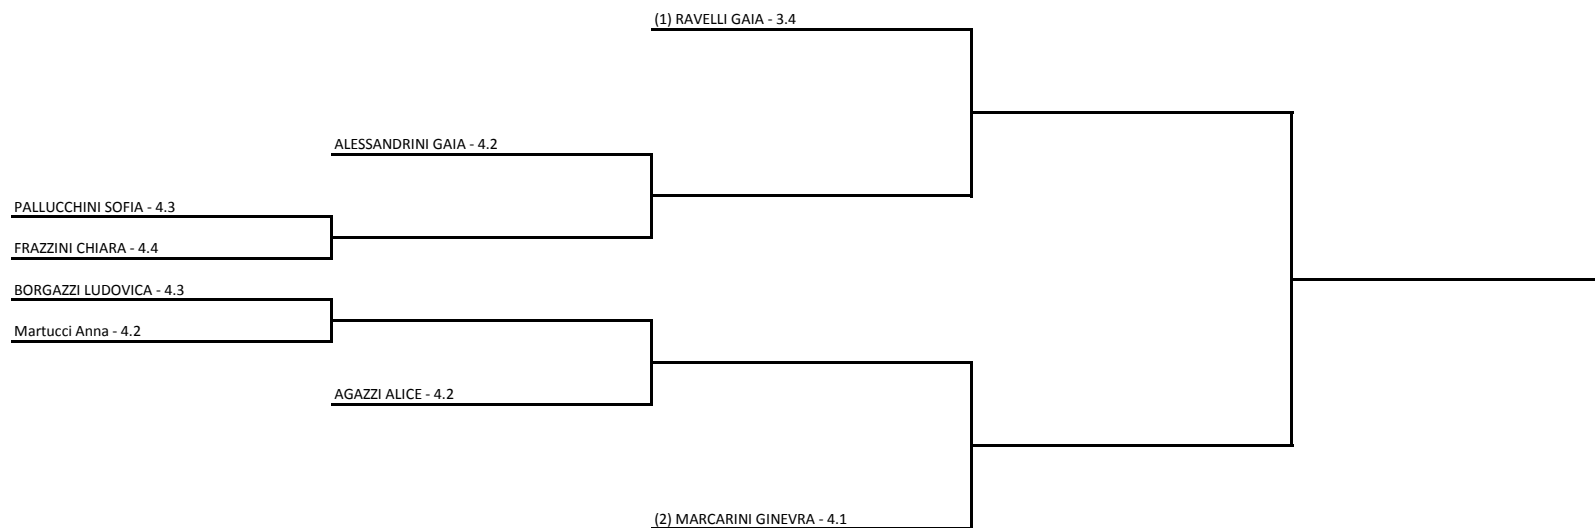 (1) RAVELLI GAIA - 3.4
ALESSANDRINI GAIA - 4.2
PALLUCCHINI SOFIA - 4.3
FRAZZINI CHIARA - 4.4
BORGAZZI LUDOVICA - 4.3
Martucci Anna - 4.2
AGAZZI ALICE - 4.2
(2) MARCARINI GINEVRA - 4.1